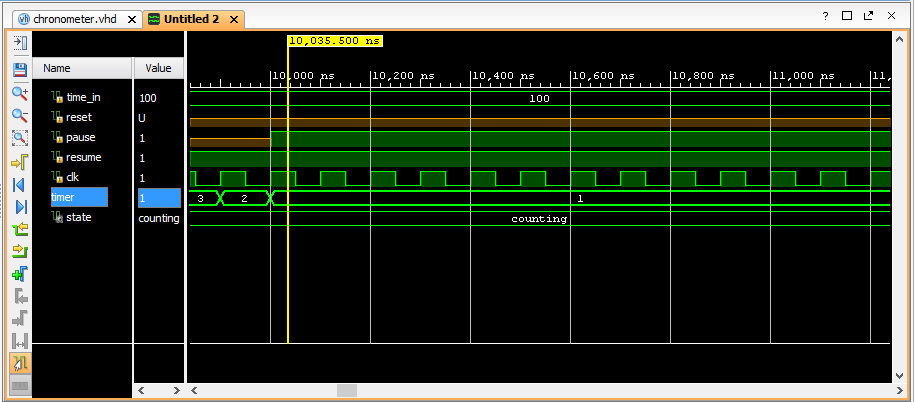 chronometer.vhd
Untitled 2
10,035.500 ns
Name Value
10,000 ns 10,200 ns 10,400 ns 10,600 ns 10,800 ns 11,000 ns 11,
time_in 100 100
reset U
pause 1
resume 1
clk 1
timer 1 3 2 1
state counting counting